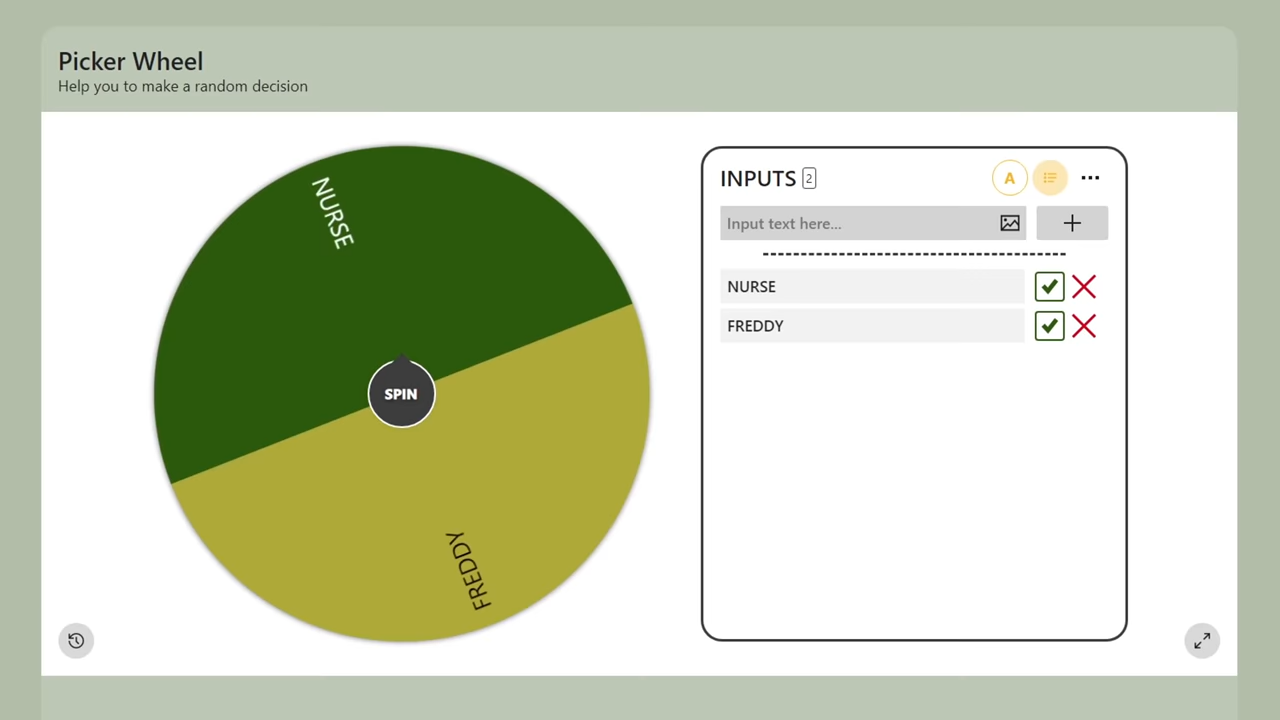 Picker Wheel
Help you to make a random decision
NURSE
SPIN
FREDDY
INPUTS 2
A
Input text here...
NURSE
FREDDY